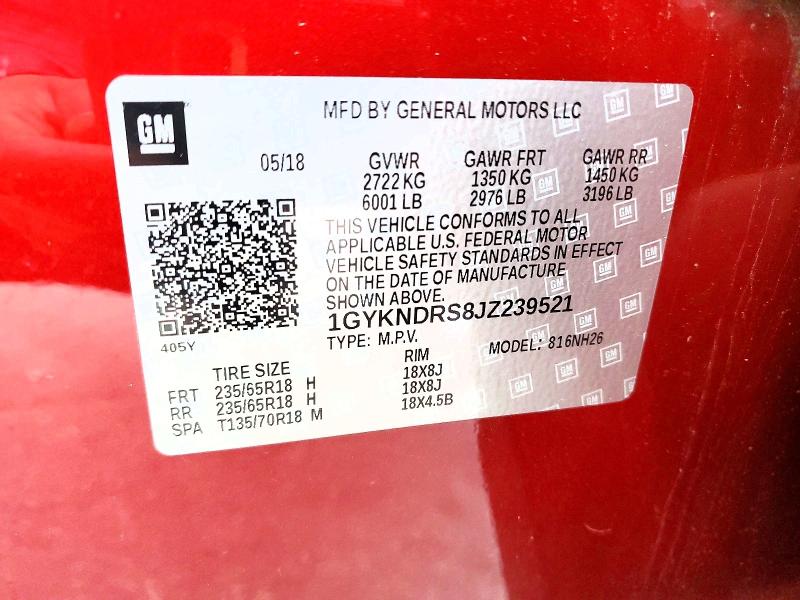 GM
MFD BY GENERAL MOTORS LLC
05/18
GVWR GAWR FRT GAWR RR
2722 KG 1350 KG 1450 KG
6001 LB 2976 LB 3196 LB
THIS VEHICLE CONFORMS TO ALL
APPLICABLE U.S. FEDERAL MOTOR
VEHICLE SAFETY STANDARDS IN EFFECT
ON THE DATE OF MANUFACTURE
SHOWN ABOVE.
1GYKNDRS8JZ239521
405Y
TYPE: M.P.V. MODEL: 816NH26
TIRE SIZE RIM
FRT 235/65R18 H 18X8J
RR 235/65R18 H 18X8J
SPA T135/70R18 M 18X4.5B